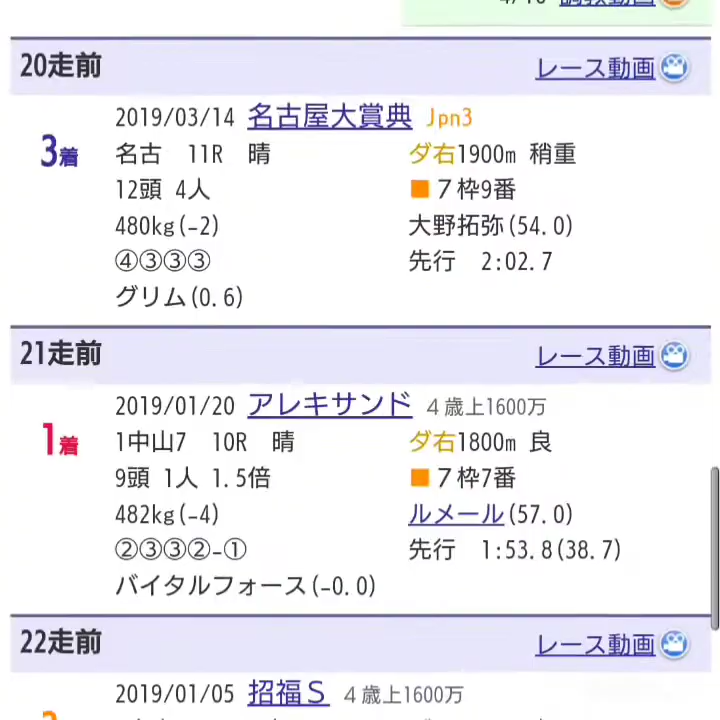 20走前 レース動画
2019/03/14 名古屋大賞典 Jpn3
3着 名古 11R 晴 ダ右1900m 稍重
12頭 4人 7枠9番
480kg(-2) 大野拓弥(54.0)
④③③③ 先行 2:02.7
グリム(0.6)
21走前 レース動画
2019/01/20 アレキサンド 4歳上1600万
1着 1中山7 10R 晴 ダ右1800m 良
9頭 1人 1.5倍 7枠7番
482kg(-4) ルメール(57.0)
②③③②-① 先行 1:53.8(38.7)
バイタルフォース(-0.0)
22走前 レース動画
2019/01/05 招福S 4歳上1600万